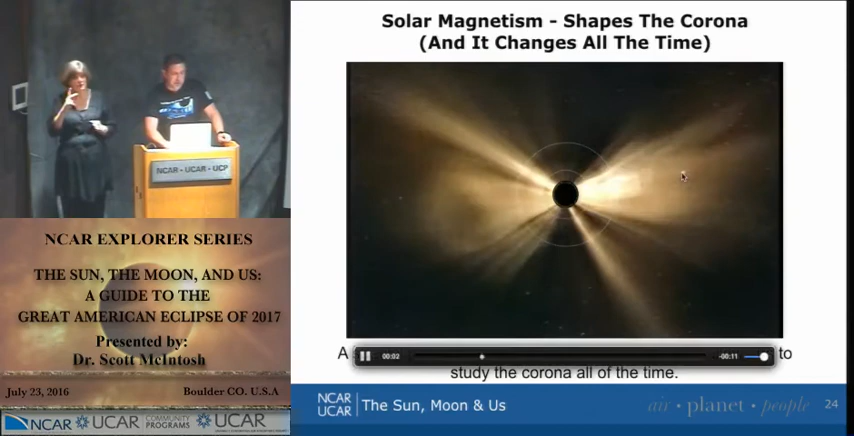 Solar Magnetism - Shapes The Corona
(And It Changes All The Time)
NCAR - UCAR - UCP
NCAR EXPLORER SERIES
THE SUN, THE MOON, AND US:
A GUIDE TO THE
GREAT AMERICAN ECLIPSE OF 2017
Presented by:
Dr. Scott McIntosh
July 23, 2016
Boulder CO. U.S.A
A
00:02
-00:11
to
study the corona all of the time.
NCAR
UCAR
The Sun, Moon & Us
air • planet • people
24
NCAR
UCAR
COMMUNITY
PROGRAMS
UCAR